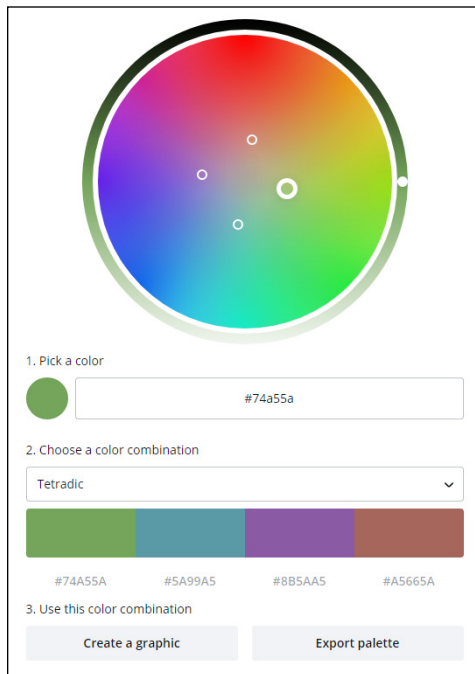 1. Pick a color
#74a55a
2. Choose a color combination
Tetradic
#74A55A #5A99A5 #8B5AA5 #A5665A
3. Use this color combination
Create a graphic Export palette